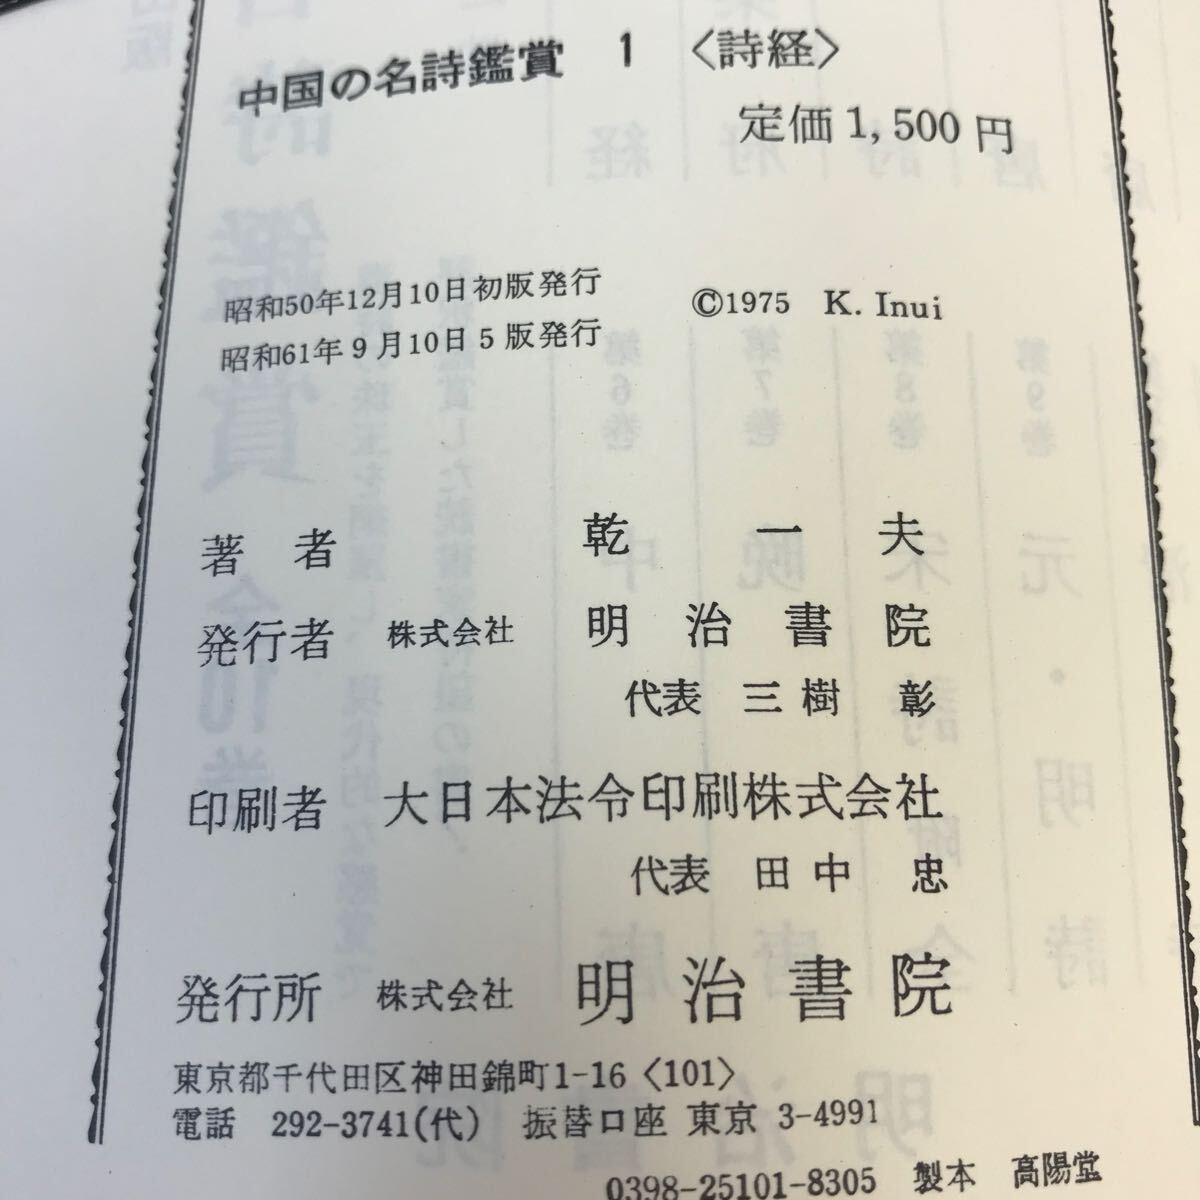 中国の名詩鑑賞 1 〈詩経〉
定価1,500円
昭和50年12月10日初版発行
昭和61年9月10日5版発行
©1975 K. Inui
著者 乾一夫
発行者 株式会社 明治書院
代表 三樹彰
印刷者 大日本法令印刷株式会社
代表 田中忠
発行所 株式会社 明治書院
東京都千代田区神田錦町1-16〈101〉
電話 292-3741(代) 振替口座 東京 3-4991
0398-25101-8305 製本 高陽堂